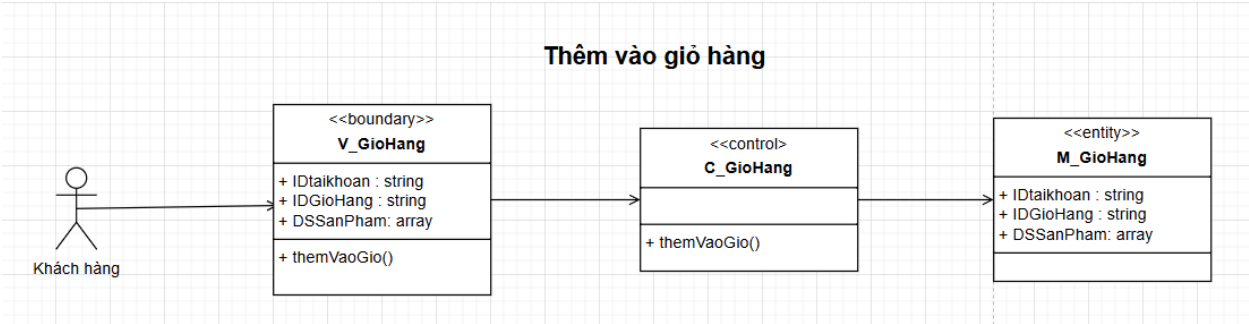 Thêm vào giỏ hàng
<<boundary>>
V_GioHang
+ IDtaikhoan : string
+ IDGioHang : string
+ DSSanPham: array
+ themVaoGio()
<<control>
C_GioHang
+ themVaoGio()
<<entity>>
M_GioHang
+ IDtaikhoan : string
+ IDGioHang : string
+ DSSanPham: array
Khách hàng